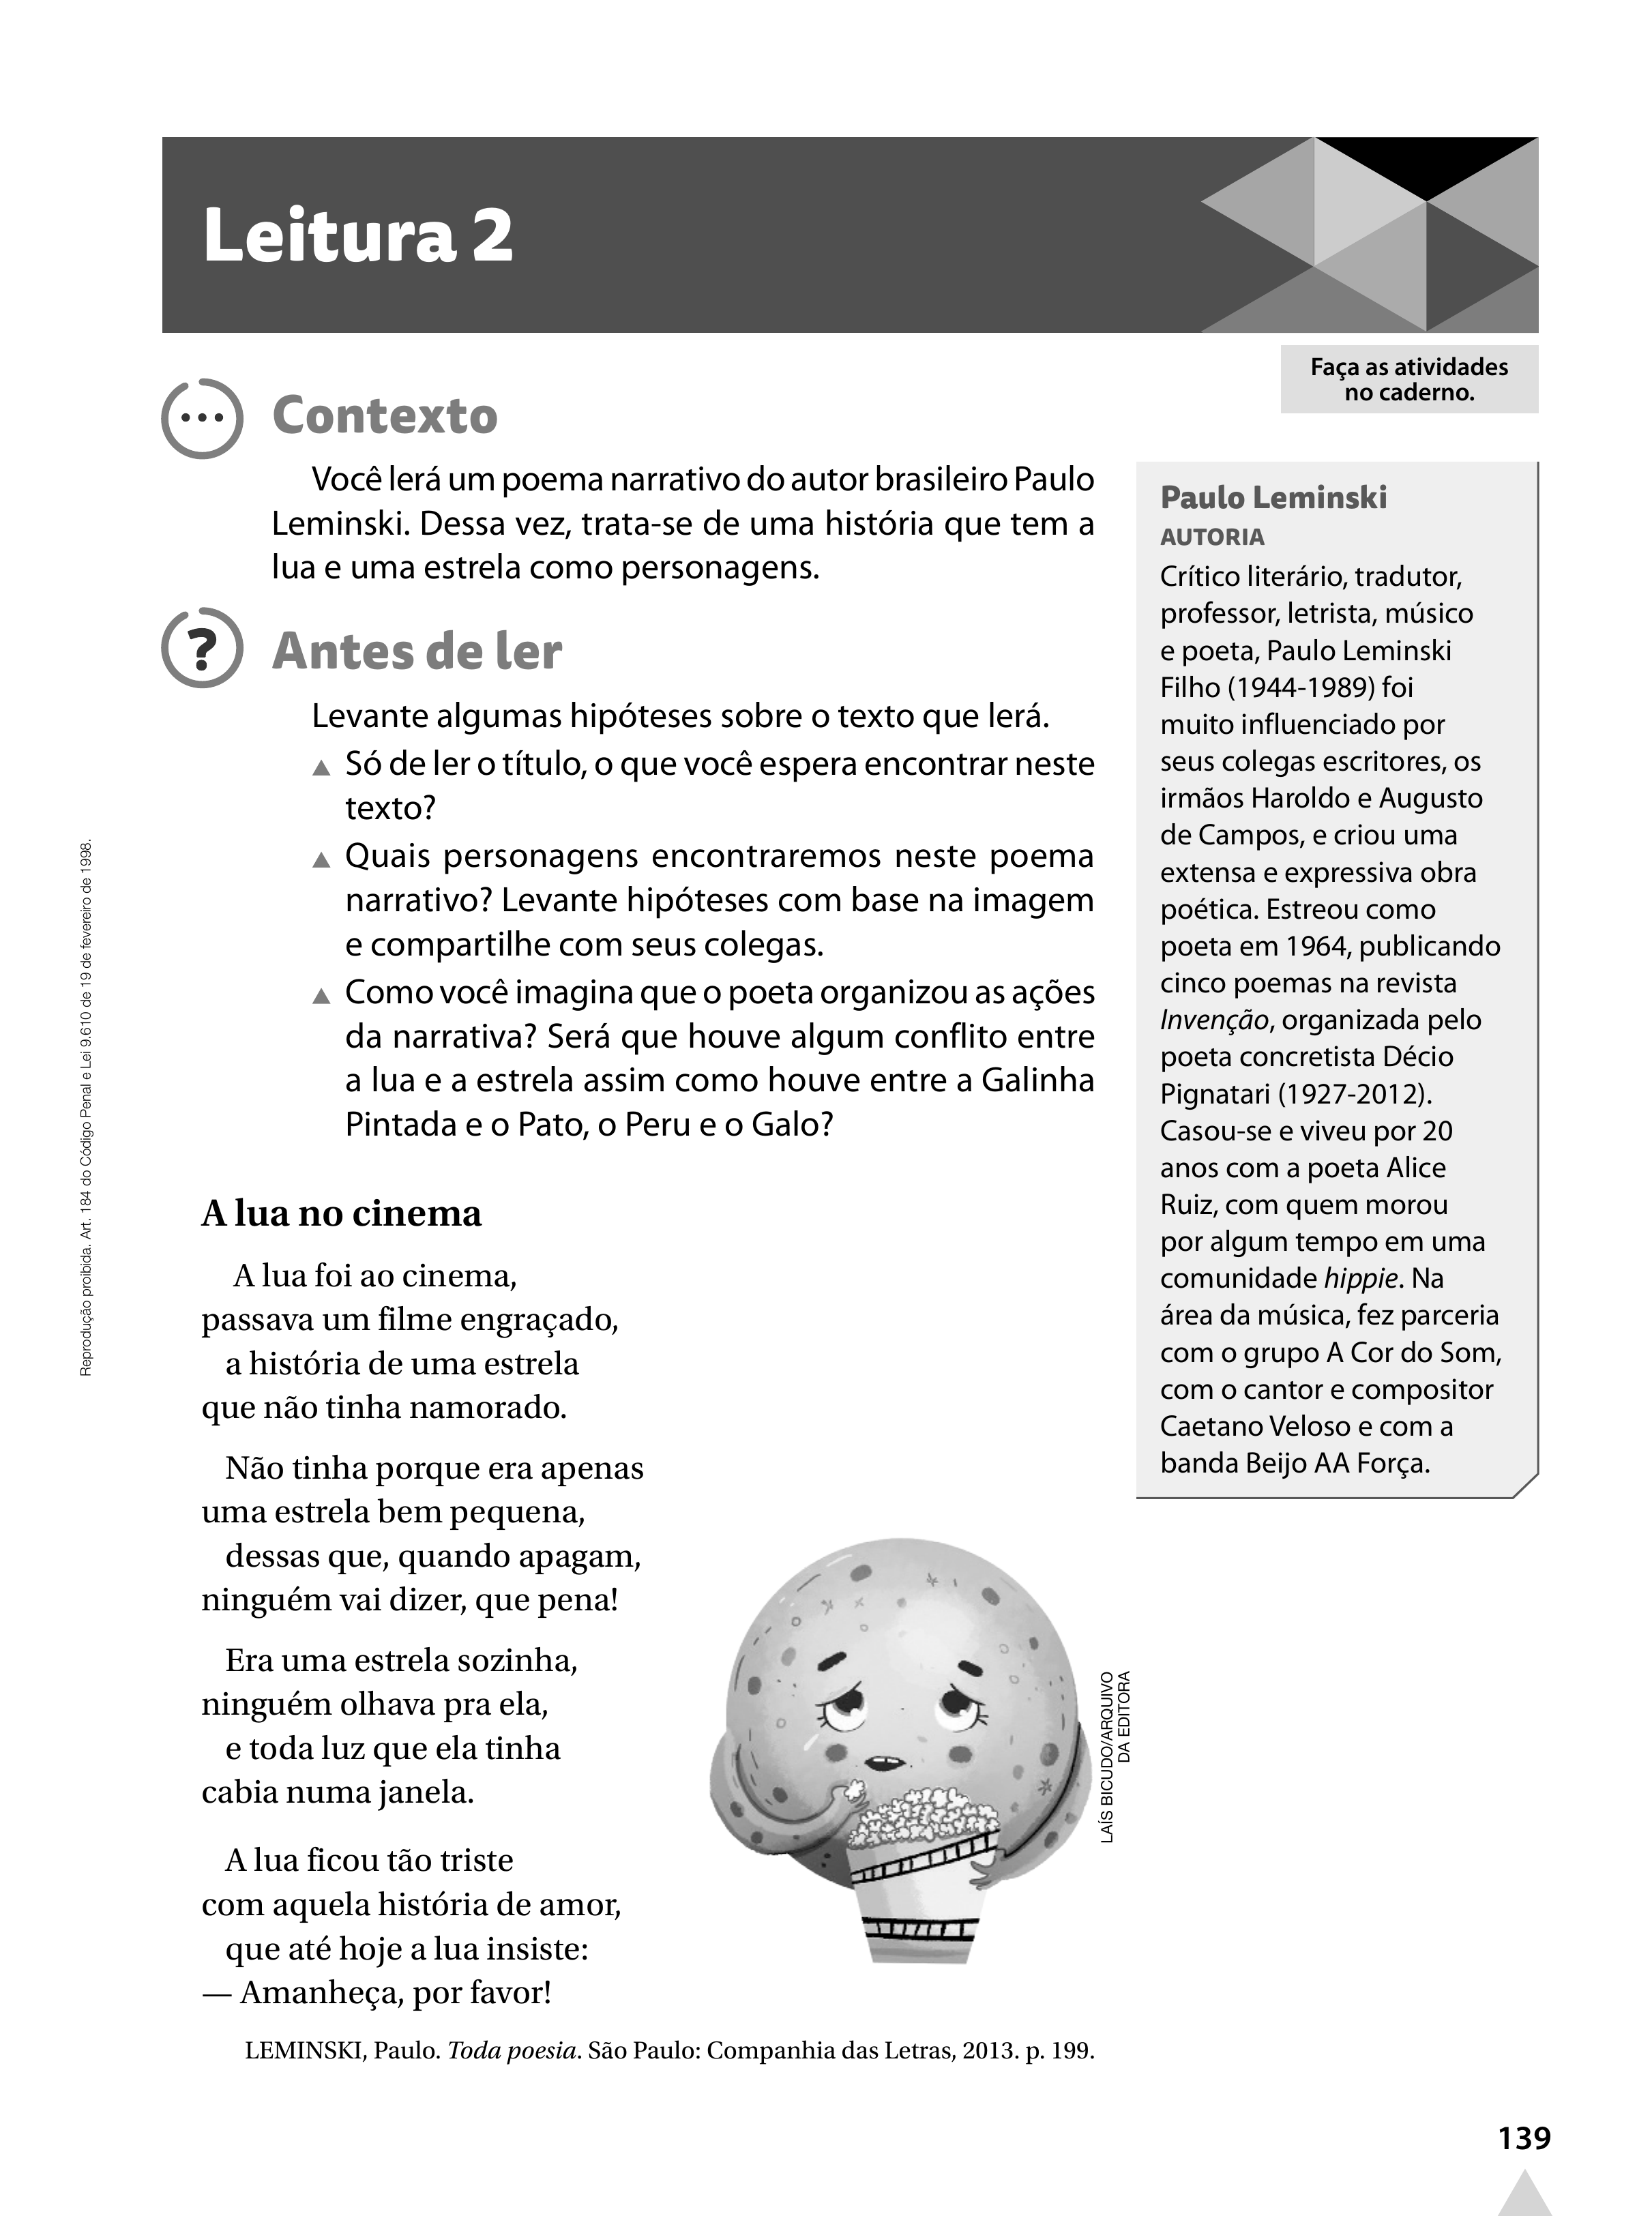 Leitura 2
Faça as atividades
no caderno.
Contexto
Você lerá um poema narrativo do autor brasileiro Paulo
Leminski. Dessa vez, trata-se de uma história que tem a
lua e uma estrela como personagens.
?
Antes de ler
Levante algumas hipóteses sobre o texto que lerá.
▲ Só de ler o título, o que você espera encontrar neste
texto?
▲ Quais personagens encontraremos neste poema
narrativo? Levante hipóteses com base na imagem
e compartilhe com seus colegas.
▲ Como você imagina que o poeta organizou as ações
da narrativa? Será que houve algum conflito entre
a lua e a estrela assim como houve entre a Galinha
Pintada e o Pato, o Peru e o Galo?
Paulo Leminski
AUTORIA
Crítico literário, tradutor,
professor, letrista, músico
e poeta, Paulo Leminski
Filho (1944-1989) foi
muito influenciado por
seus colegas escritores, os
irmãos Haroldo e Augusto
de Campos, e criou uma
extensa e expressiva obra
poética. Estreou como
poeta em 1964, publicando
cinco poemas na revista
Invenção, organizada pelo
poeta concretista Décio
Pignatari (1927-2012).
Casou-se e viveu por 20
anos com a poeta Alice
Ruiz, com quem morou
por algum tempo em uma
comunidade hippie. Na
área da música, fez parceria
com o grupo A Cor do Som,
com o cantor e compositor
Caetano Veloso e com a
banda Beijo AA Força.
A lua no cinema
A lua foi ao cinema,
passava um filme engraçado,
a história de uma estrela
que não tinha namorado.
Não tinha porque era apenas
uma estrela bem pequena,
dessas que, quando apagam,
ninguém vai dizer, que pena!
Era uma estrela sozinha,
ninguém olhava pra ela,
e toda luz que ela tinha
cabia numa janela.
A lua ficou tão triste
com aquela história de amor,
que até hoje a lua insiste:
— Amanheça, por favor!
LEMINSKI, Paulo. Toda poesia. São Paulo: Companhia das Letras, 2013. p. 199.
LAÍS BICUDO/ARQUIVO
DA EDITORA
Reprodução proibida. Art. 184 do Código Penal e Lei 9.610 de 19 de fevereiro de 1998.
139